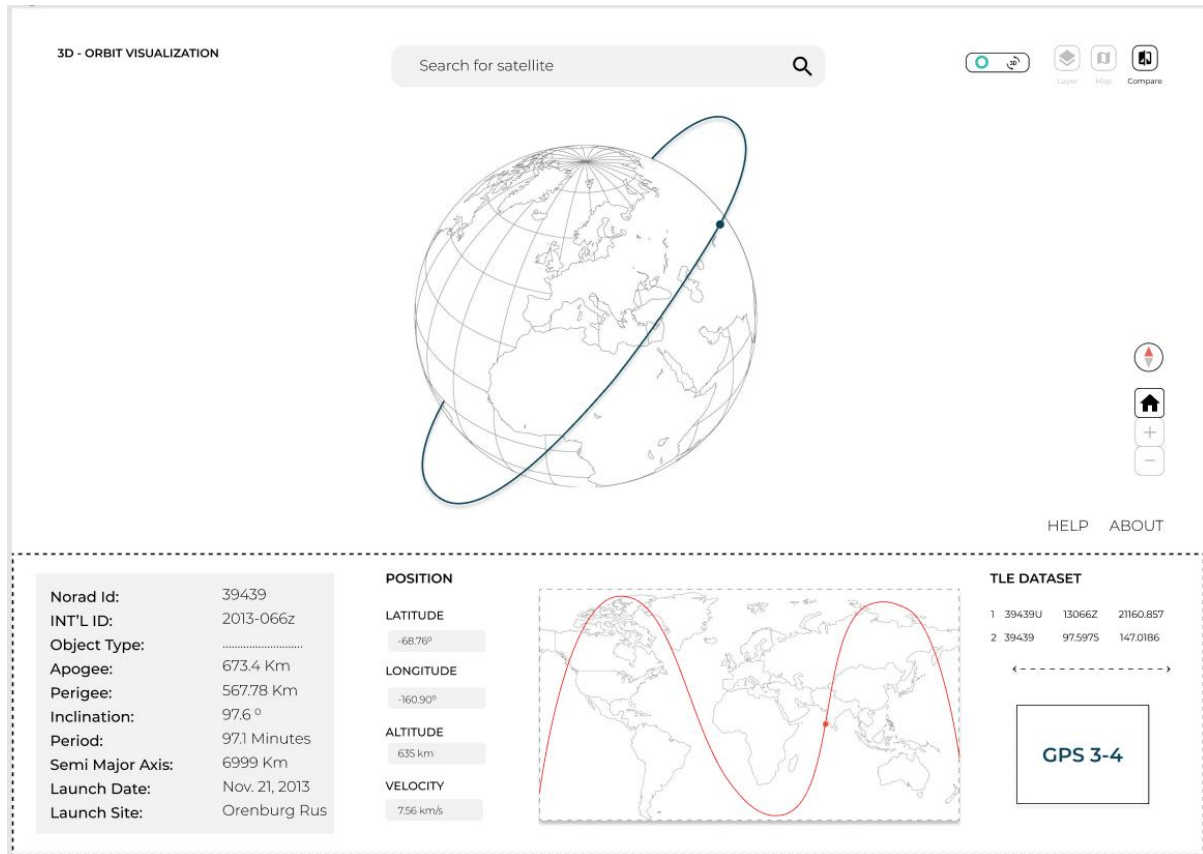 3D - ORBIT VISUALIZATION
Search for satellite
3D
Layer
Map
Compare
+
−
HELP ABOUT
Norad Id: 39439
INT'L ID: 2013-066z
Object Type: ...........................
Apogee: 673.4 Km
Perigee: 567.78 Km
Inclination: 97.6 º
Period: 97.1 Minutes
Semi Major Axis: 6999 Km
Launch Date: Nov. 21, 2013
Launch Site: Orenburg Rus
POSITION
LATITUDE
-68.76º
LONGITUDE
-160.90º
ALTITUDE
635 km
VELOCITY
7.56 km/s
TLE DATASET
1 39439U 13066Z 21160.857
2 39439 97.5975 147.0186
GPS 3-4